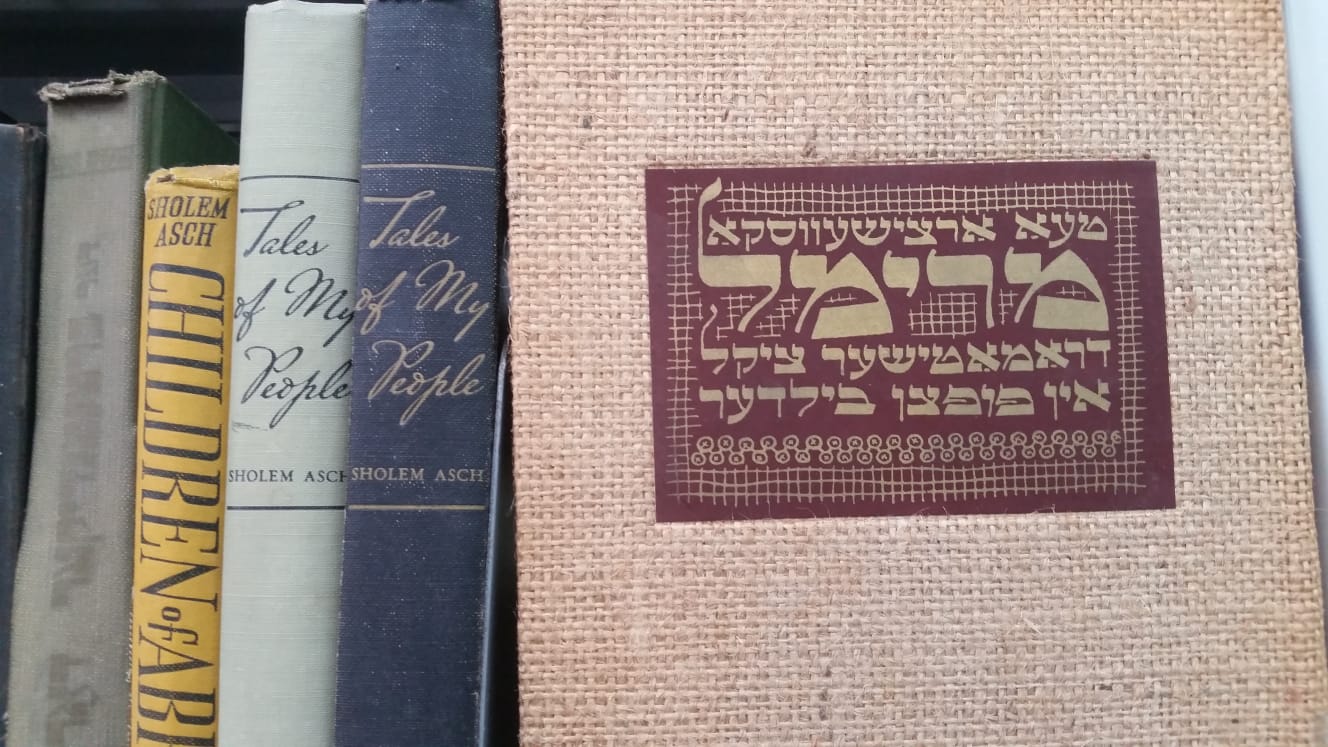 SHOLEM
ASCH
CHILDREN of ABR
Tales
of My
People
SHOLEM ASCH
Tales
of My
People
SHOLEM ASCH
טעא ארצישעווסקא
מרימל
דראמאטישער ציקל
אין פופצן בילדער